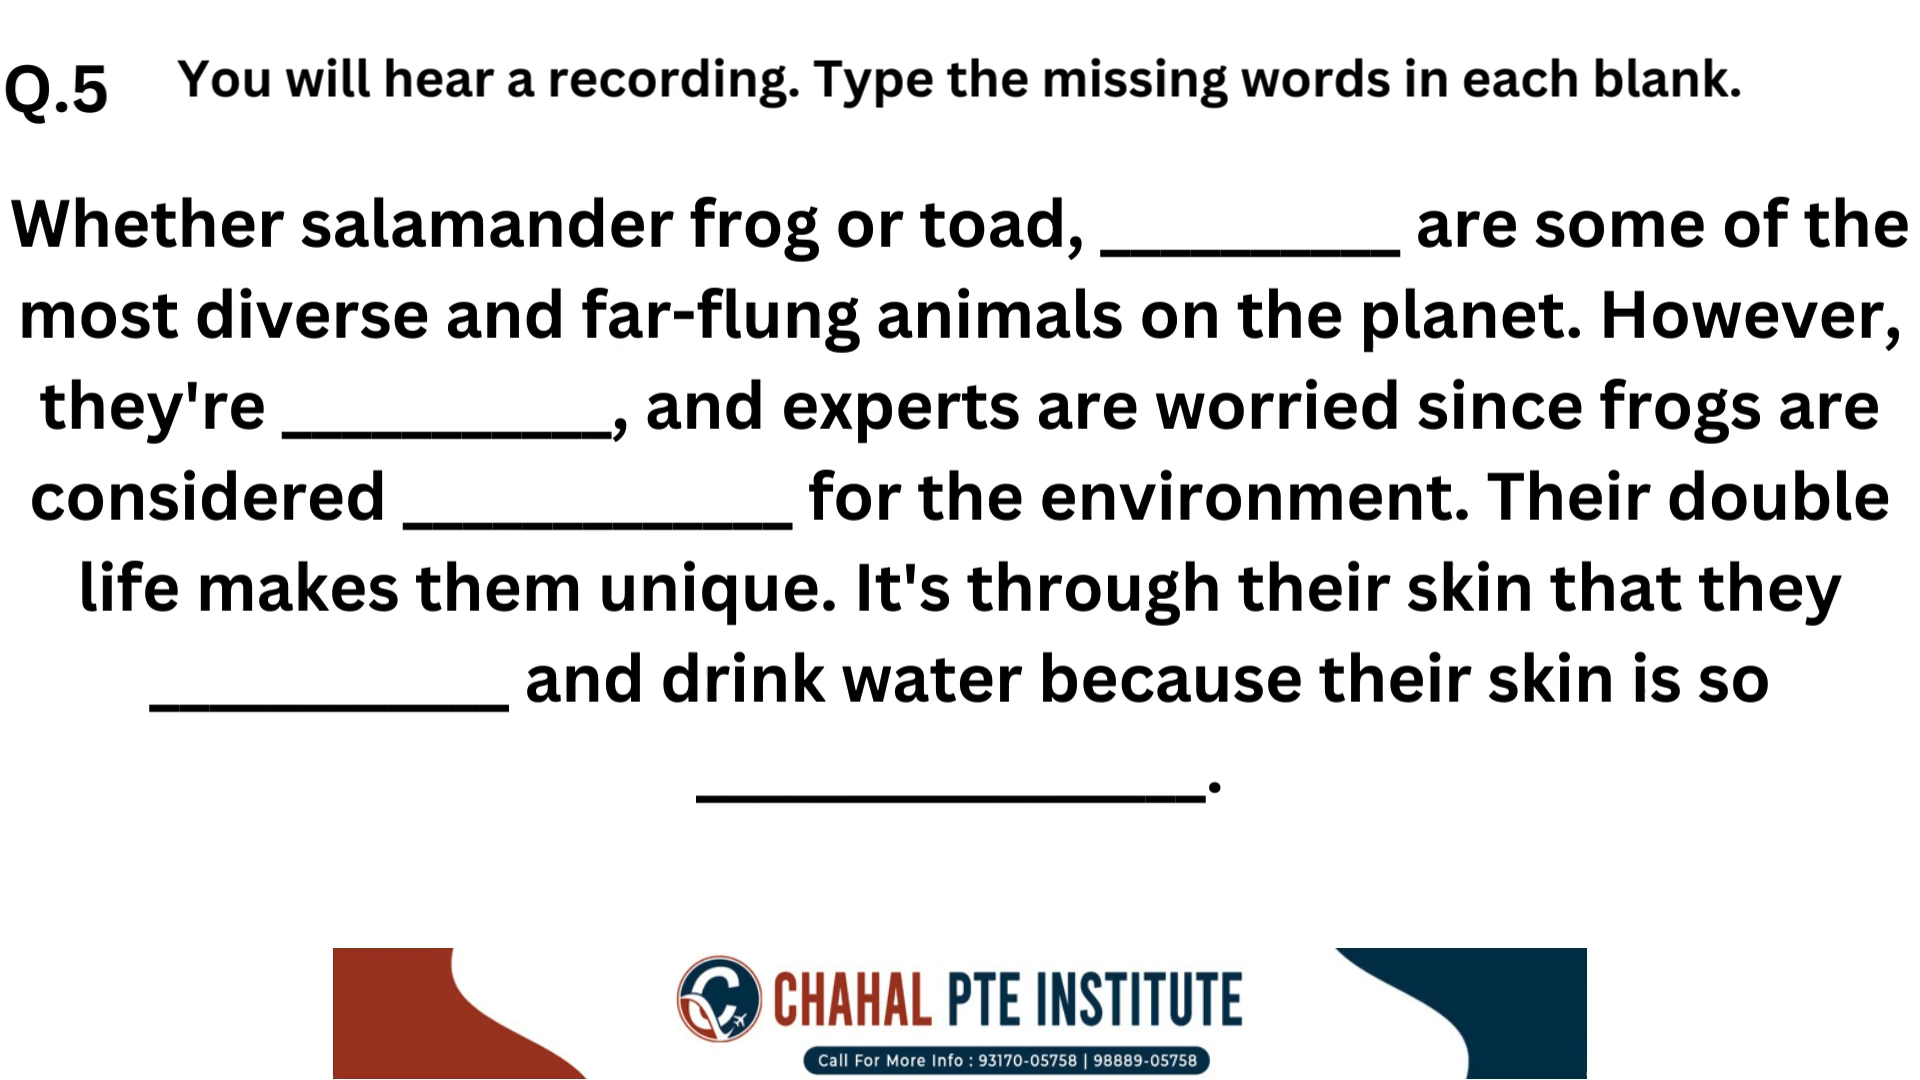 Q.5 You will hear a recording. Type the missing words in each blank.
Whether salamander frog or toad, __________ are some of the
most diverse and far-flung animals on the planet. However,
they're ___________, and experts are worried since frogs are
considered _____________ for the environment. Their double
life makes them unique. It's through their skin that they
____________ and drink water because their skin is so
_________________.
CHAHAL PTE INSTITUTE
Call For More Info : 93170-05758 | 98889-05758